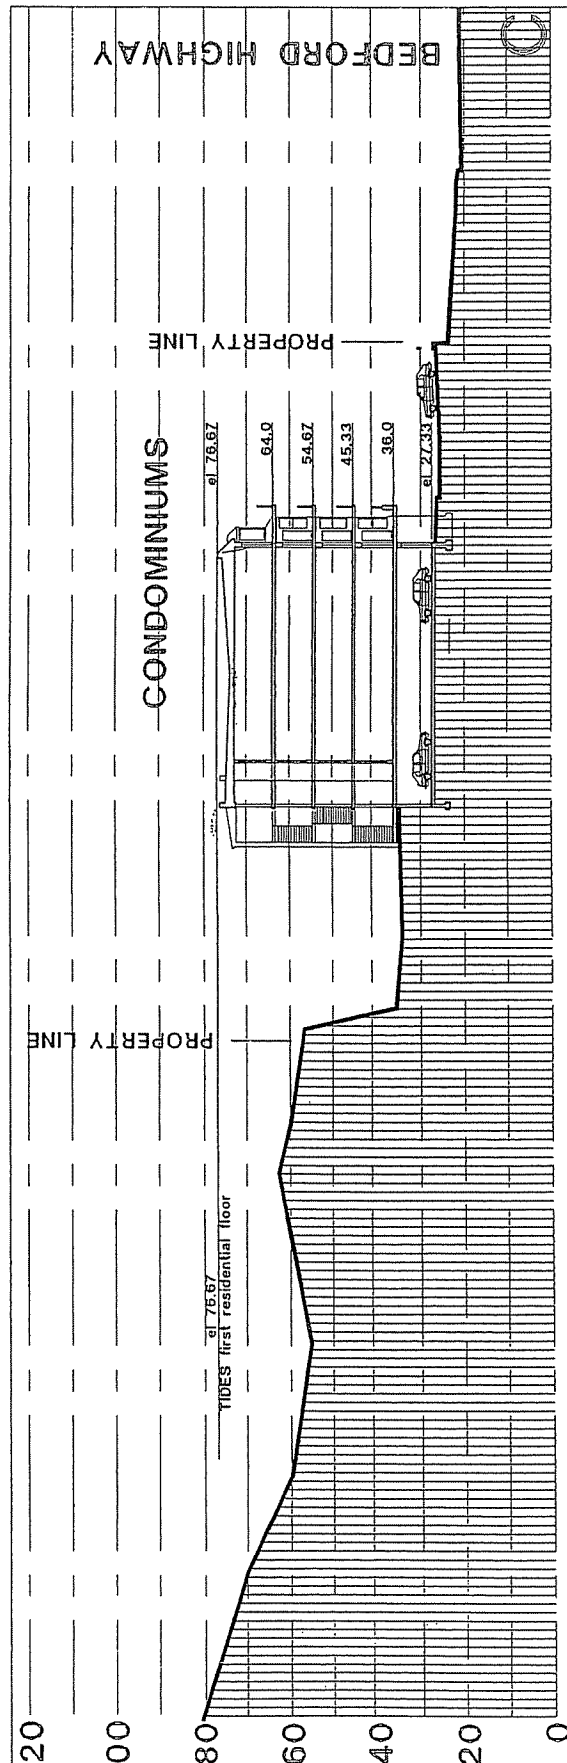 BEDFORD HIGHWAY
PROPERTY LINE
CONDOMINIUMS
el 76.67
64.0
54.67
45.33
36.0
el 27.33
PROPERTY LINE
el 76.67
TIDES first residential floor
20
00
80
60
40
20
0
C